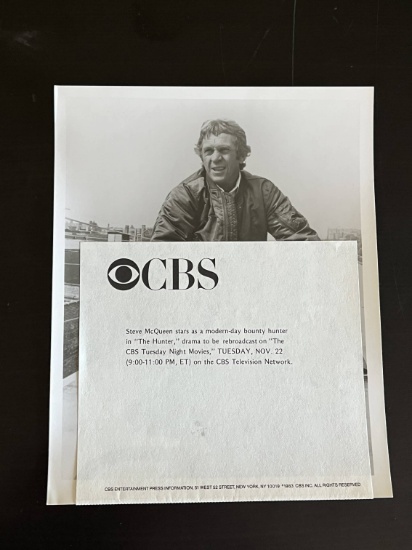 CBS
Steve McQueen stars as a modern-day bounty hunter
in "The Hunter," drama to be rebroadcast on "The
CBS Tuesday Night Movies," TUESDAY, NOV. 22
(9:00-11:00 PM, ET) on the CBS Television Network.
CBS ENTERTAINMENT PRESS INFORMATION, 51 WEST 52 STREET, NEW YORK, NY 10019 ©1983 CBS INC. ALL RIGHTS RESERVED